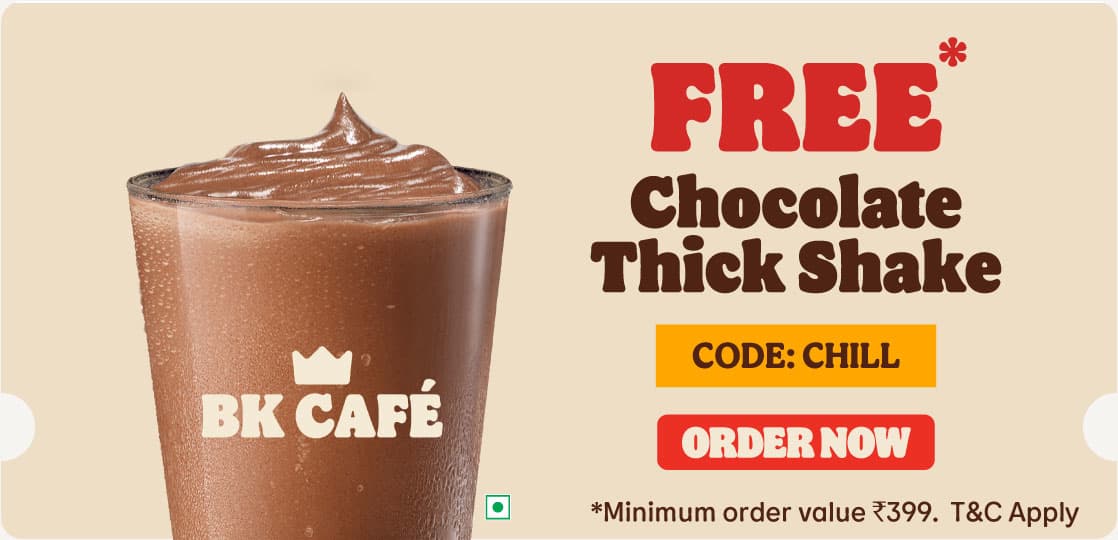 FREE*
Chocolate
Thick Shake
CODE: CHILL
ORDER NOW
BK CAFÉ
*Minimum order value ₹399. T&C Apply